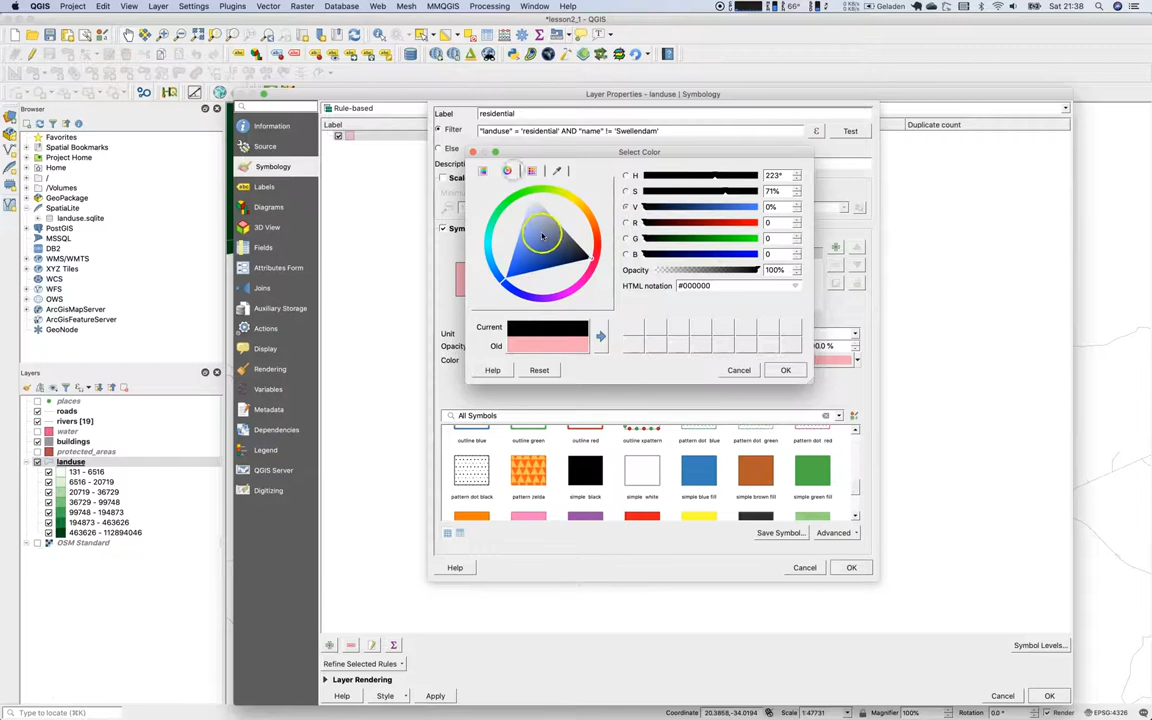 QGIS Project Edit View Layer Settings Plugins Vector Raster Database Web Mesh MMQGIS Processing Window Help 66° Geladen Sat 21:38
*lesson2_1 — QGIS
Layer Properties - landuse | Symbology
Browser
Favorites
Spatial Bookmarks
Project Home
Home
/
/Volumes
GeoPackage
SpatiaLite
landuse.sqlite
PostGIS
MSSQL
DB2
WMS/WMTS
XYZ Tiles
WCS
WFS
OWS
ArcGisMapServer
ArcGisFeatureServer
GeoNode
Layers
places
roads
rivers [19]
water
buildings
protected_areas
landuse
131 - 6516
6516 - 20719
20719 - 36729
36729 - 99748
99748 - 194873
194873 - 463626
463626 - 112894046
OSM Standard
Information
Source
Symbology
Labels
Diagrams
3D View
Fields
Attributes Form
Joins
Auxiliary Storage
Actions
Display
Rendering
Variables
Metadata
Dependencies
Legend
QGIS Server
Digitizing
Rule-based
Label
Duplicate count
Label residential
Filter "landuse" = 'residential' AND "name" != 'Swellendam' ε Test
Else
Select Color
H 223°
S 71%
V 0%
R 0
G 0
B 0
Opacity 100%
HTML notation #000000
Current
Old
Help Reset Cancel OK
Unit
Color
All Symbols
outline blue outline green outline red outline xpattern pattern dot blue pattern dot green pattern dot red
pattern dot black pattern zelda simple black simple white simple blue fill simple brown fill simple green fill
Save Symbol... Advanced
Help Cancel OK
Symbol Levels...
Refine Selected Rules
Layer Rendering
Help Style Apply Cancel OK
Type to locate (⌘K) Coordinate 20.3858,-34.0194 Scale 1:47731 Magnifier 100% Rotation 0.0° Render EPSG:4326